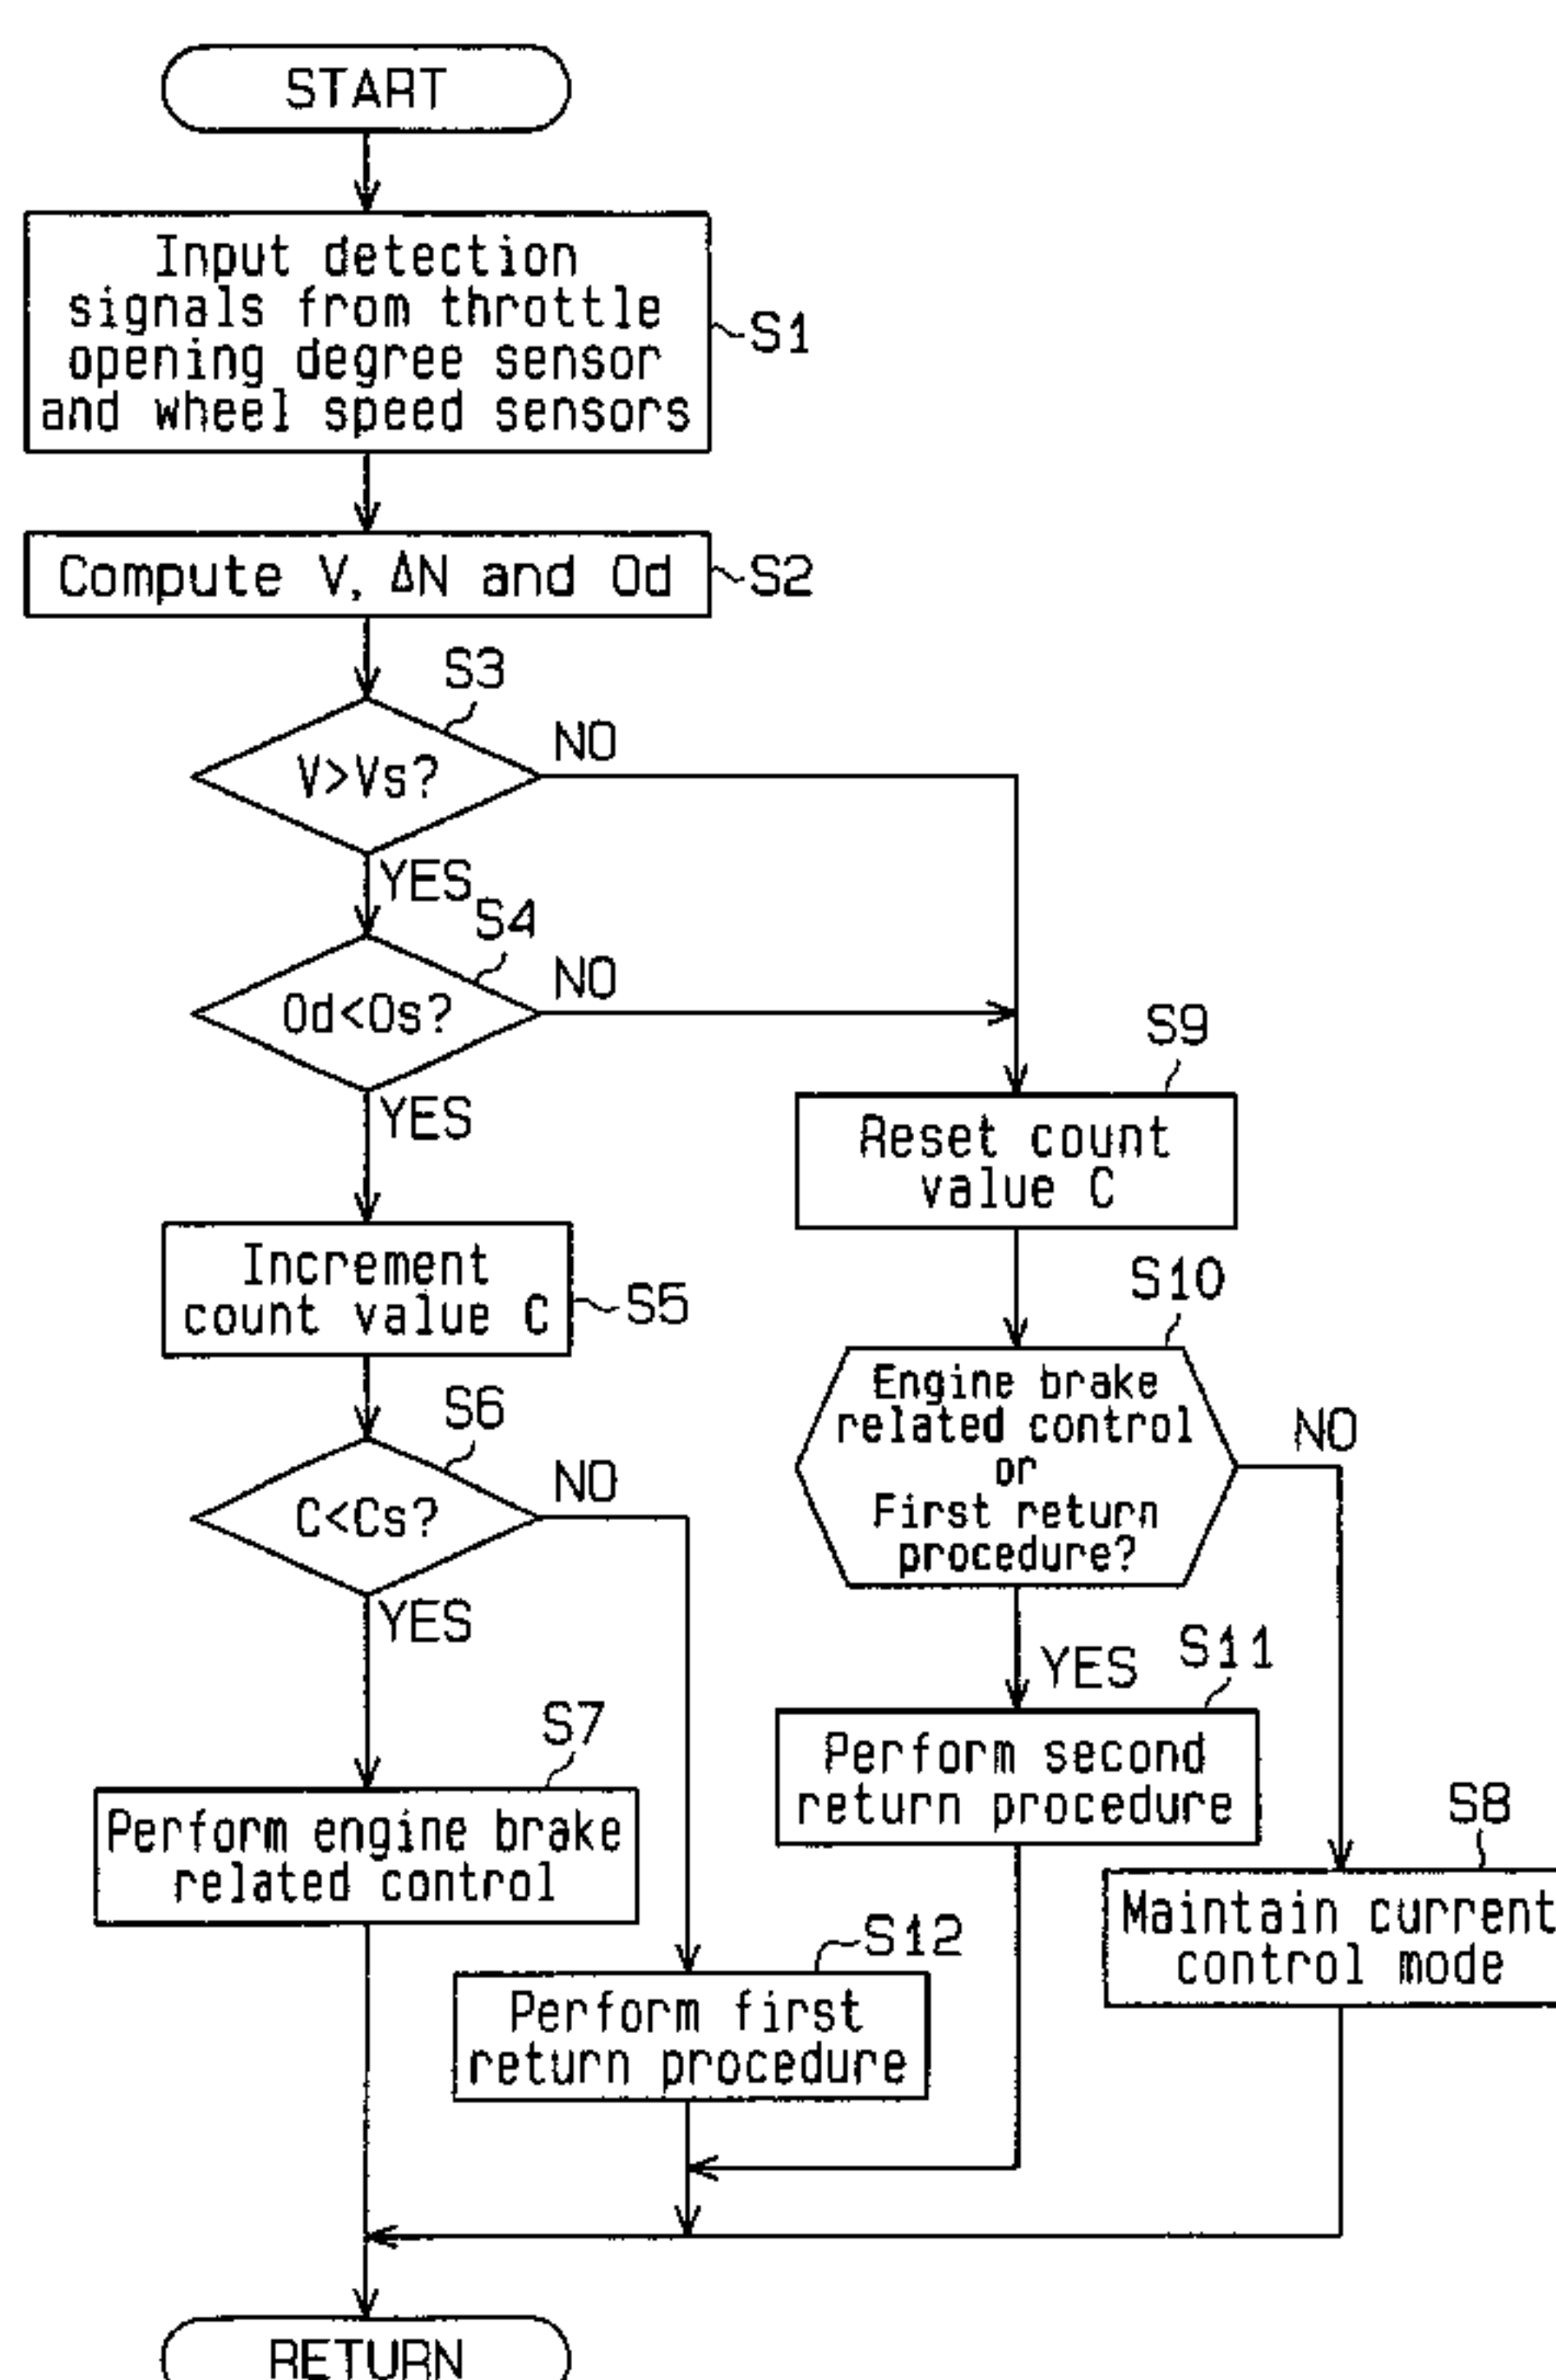 START
Input detection
signals from throttle
opening degree sensor
and wheel speed sensors
S1
Compute V, ΔN and Od
S2
S3
V>Vs?
NO
YES
S4
Od<Os?
NO
YES
S9
Reset count
value C
Increment
count value C
S5
S10
Engine brake
related control
or
First return
procedure?
NO
YES
S6
C<Cs?
NO
YES
S11
Perform second
return procedure
S7
Perform engine brake
related control
S8
Maintain current
control mode
S12
Perform first
return procedure
RETURN